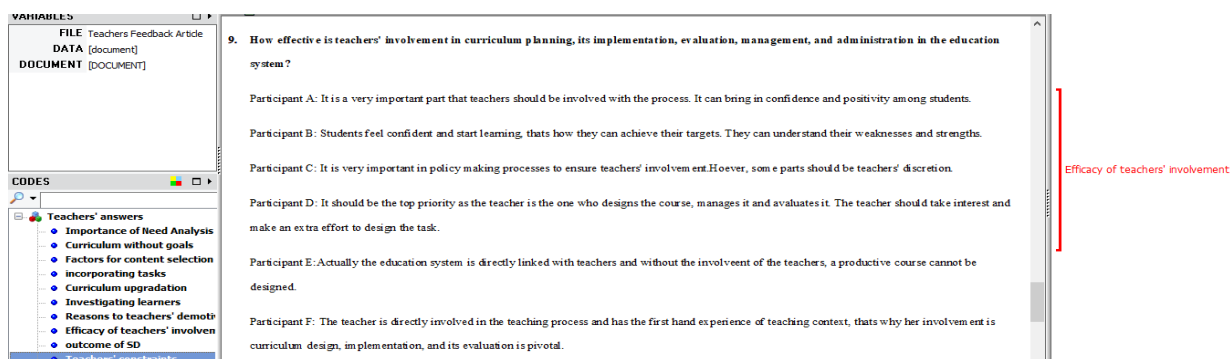 VARIABLES
FILE Teachers Feedback Article
DATA [document]
DOCUMENT [DOCUMENT]
CODES
Teachers' answers
Importance of Need Analysis
Curriculum without goals
Factors for content selection
incorporating tasks
Curriculum upgradation
Investigating learners
Reasons to teachers' demoti
Efficacy of teachers' involven
outcome of SD
Teachers' constraints
9. How effective is teachers' involvement in curriculum planning, its implementation, evaluation, management, and administration in the education
system?
Participant A: It is a very important part that teachers should be involved with the process. It can bring in confidence and positivity among students.
Participant B: Students feel confident and start learning, thats how they can achieve their targets. They can understand their weaknesses and strengths.
Participant C: It is very important in policy making processes to ensure teachers' involvement.Hoever, some parts should be teachers' discretion.
Participant D: It should be the top priority as the teacher is the one who designs the course, manages it and avaluates it. The teacher should take interest and
make an extra effort to design the task.
Participant E:Actually the education system is directly linked with teachers and without the involveent of the teachers, a productive course cannot be
designed.
Participant F: The teacher is directly involved in the teaching process and has the first hand experience of teaching context, thats why her involvement is
curriculum design, implementation, and its evaluation is pivotal.
Efficacy of teachers' involvement